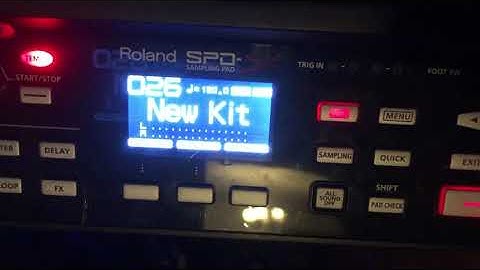 Roland SPD-
SAMPLING PAD
TRIG IN
FOOT SW
START/STOP
026
New Kit
MENU
DELAY
SAMPLING
QUICK
EXIT
FX
ALL SOUND OFF
SHIFT
PAD CHECK